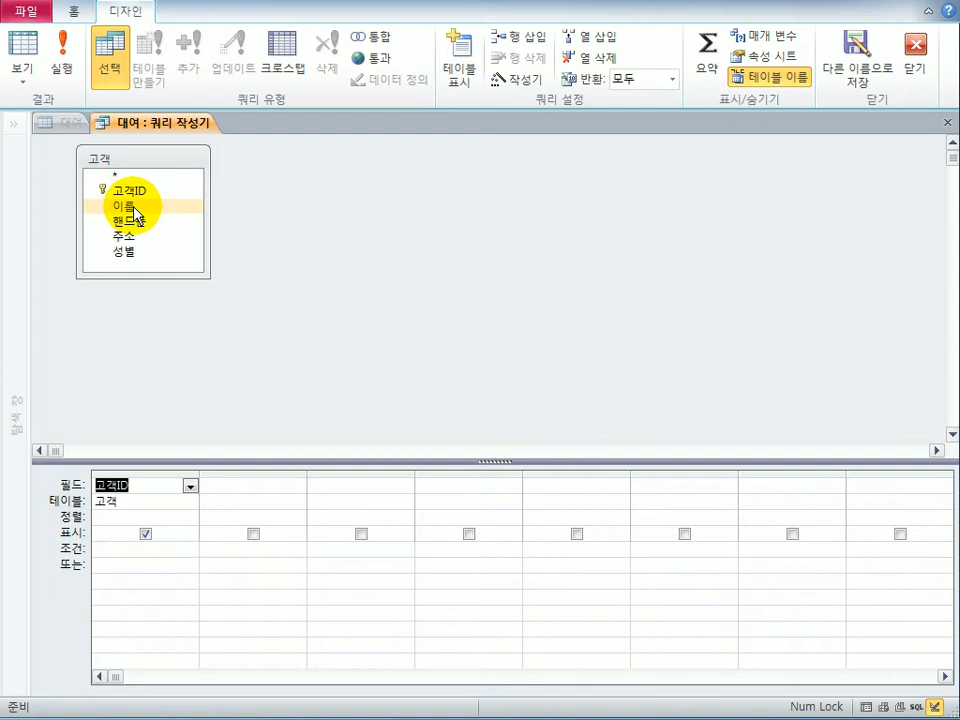 파일 홈 디자인
보기 실행 선택 테이블 만들기 추가 업데이트 크로스탭 삭제 통합 통과 데이터 정의
테이블 표시 행 삽입 행 삭제 작성기 열 삽입 열 삭제 반환: 모두
요약 매개 변수 속성 시트 테이블 이름 다른 이름으로 저장 닫기
결과 쿼리 유형 쿼리 설정 표시/숨기기 닫기
대여 대여 : 쿼리 작성기
고객
*
고객ID
이름
주소
성별
탐색 창
필드: 고객ID
테이블: 고객
정렬:
표시:
조건:
또는:
준비 Num Lock SQL